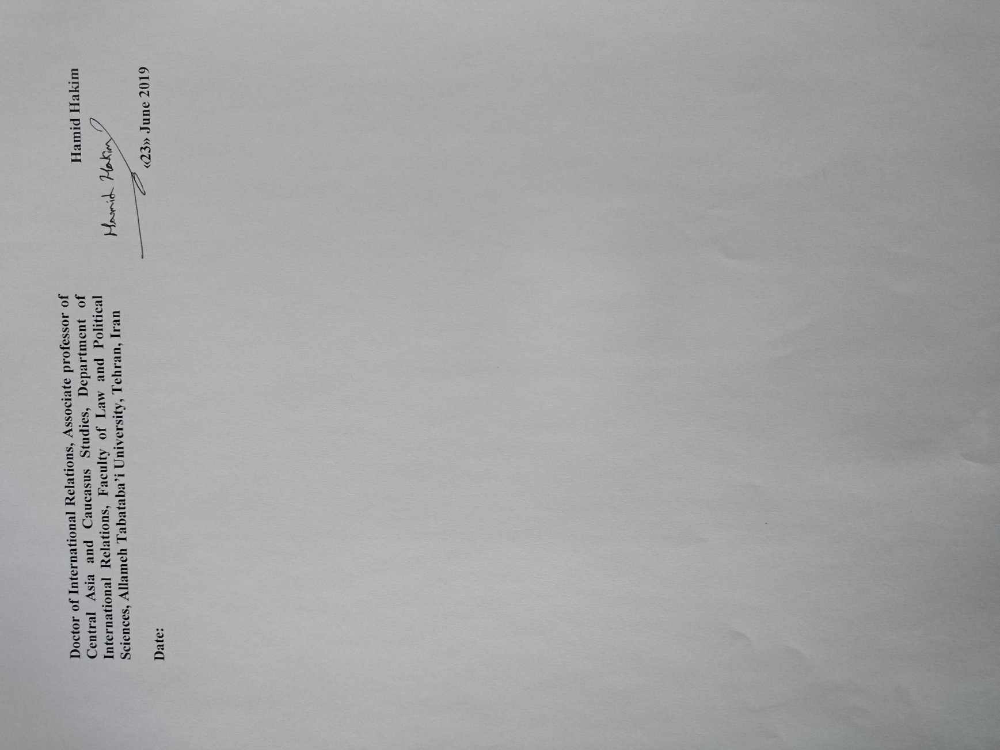 Doctor of International Relations, Associate professor of
Central Asia and Caucasus Studies, Department of
International Relations, Faculty of Law and Political
Sciences, Allameh Tabataba’i University, Tehran, Iran
Hamid Hakim
Hamid Hakim
Date:
«23» June 2019